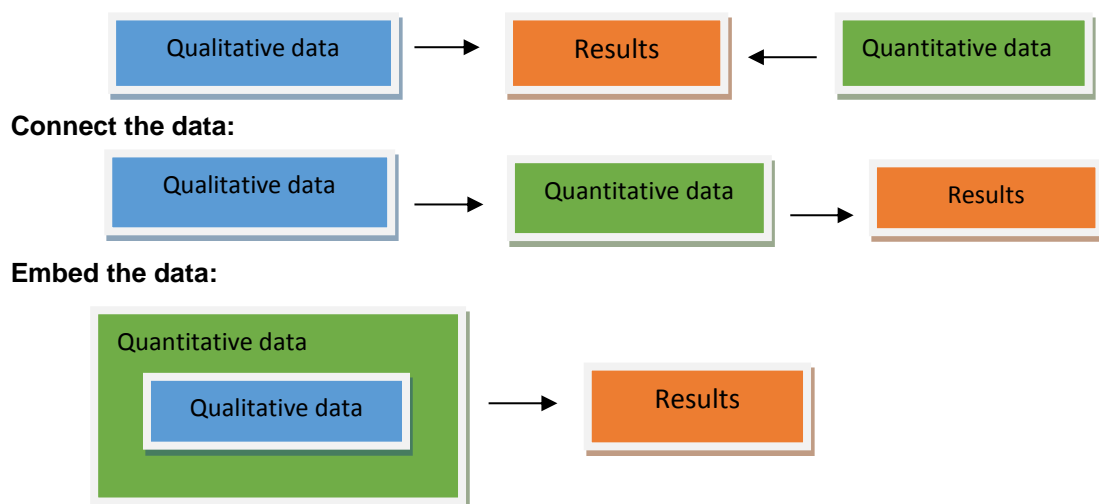 Qualitative data
Results
Quantitative data
Connect the data:
Qualitative data
Quantitative data
Results
Embed the data:
Quantitative data
Qualitative data
Results